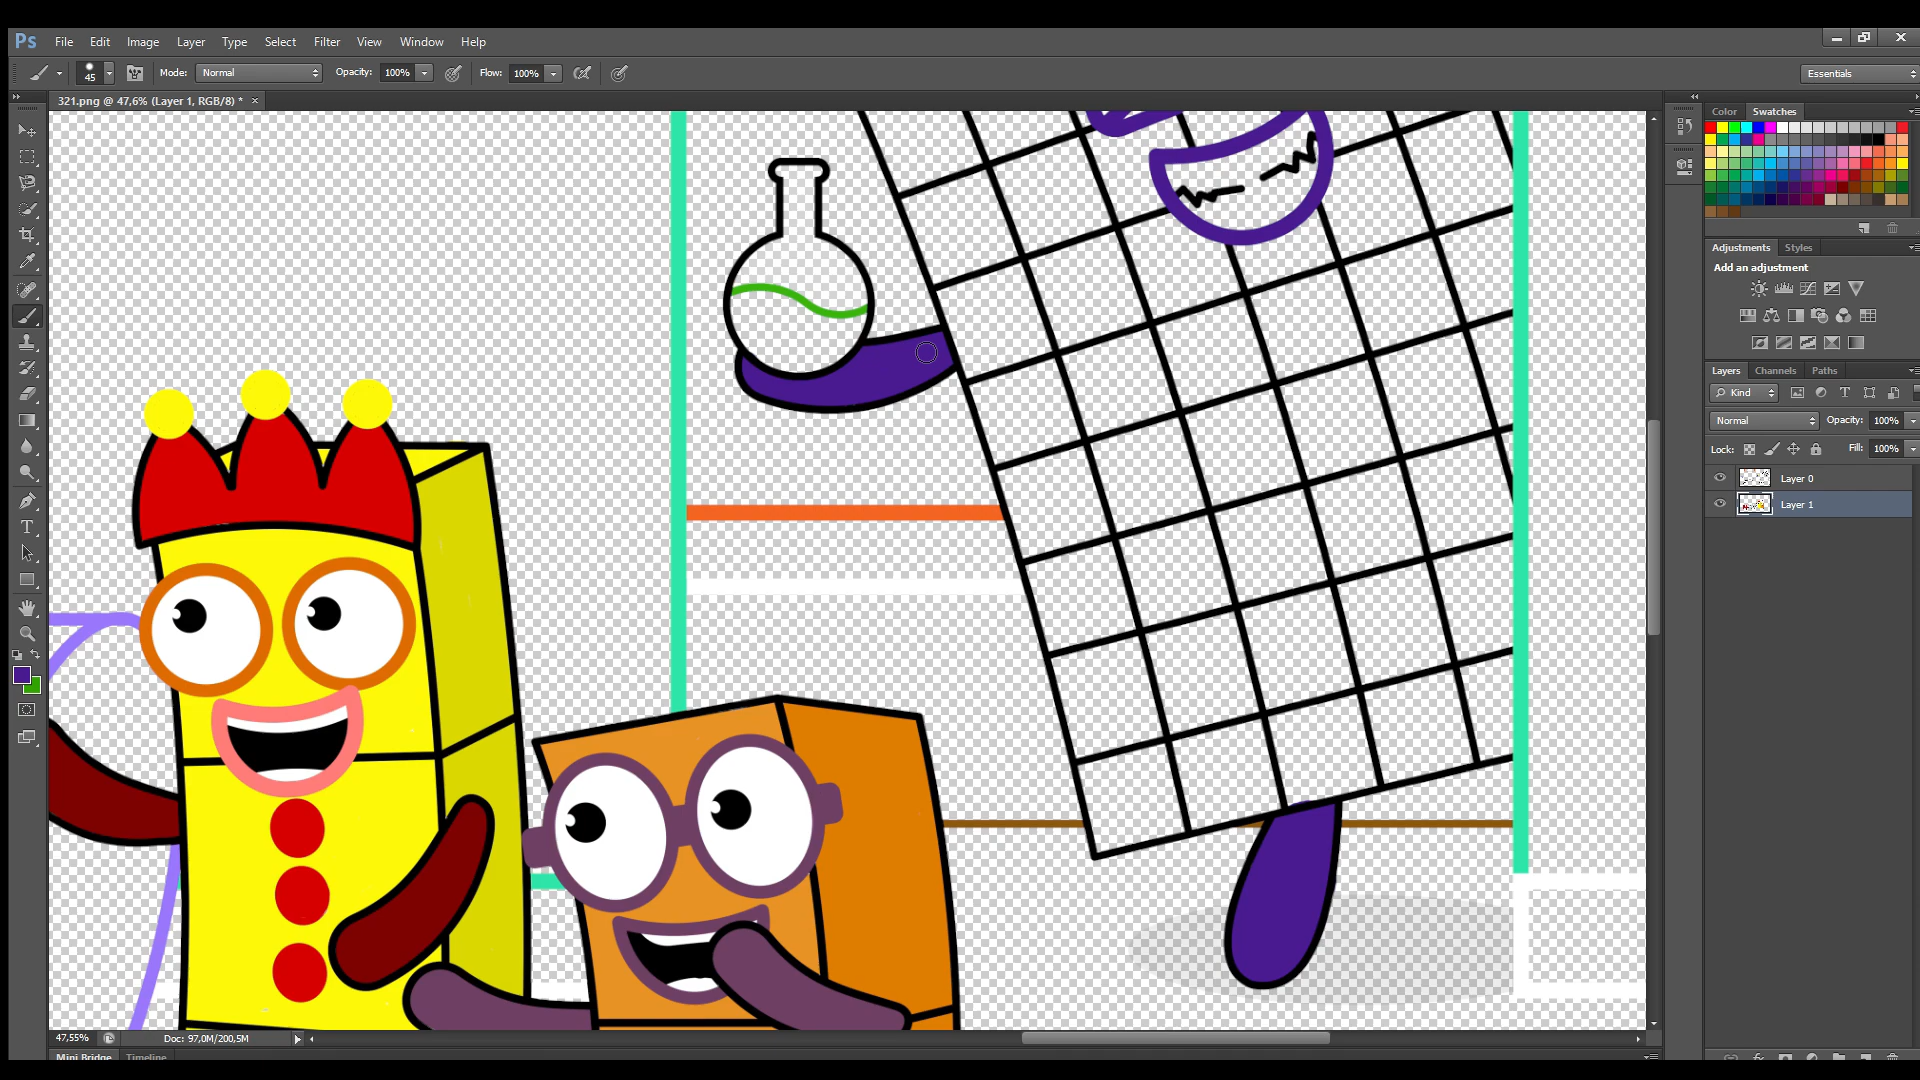 Ps File Edit Image Layer Type Select Filter View Window Help
45 Mode: Normal Opacity: 100% Flow: 100% Essentials
321.png @ 47,6% (Layer 1, RGB/8) * ×
Color Swatches
Adjustments Styles
Add an adjustment
Layers Channels Paths
Kind
Normal Opacity: 100%
Lock: Fill: 100%
Layer 0
Layer 1
47,55% Doc: 97,0M/200,5M
Mini Bridge Timeline